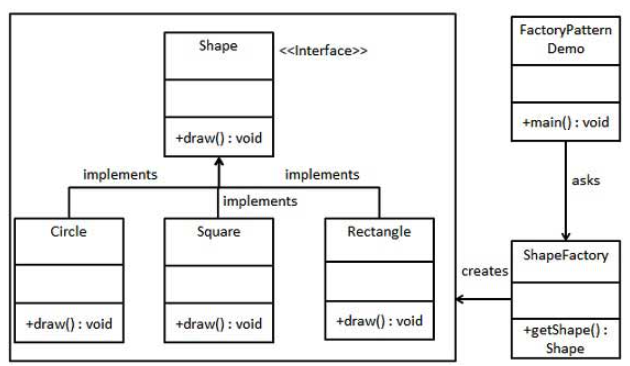 Shape
<<Interface>>
+draw() : void
implements
implements
implements
Circle
+draw() : void
Square
+draw() : void
Rectangle
+draw() : void
FactoryPattern
Demo
+main() : void
asks
creates
ShapeFactory
+getShape() :
Shape